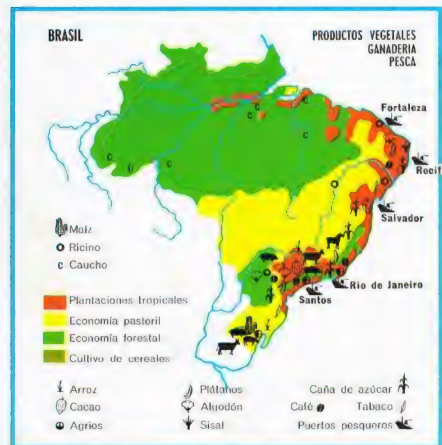 BRASIL
PRODUCTOS VEGETALES
GANADERIA
PESCA
Fortaleza
Recif
Salvador
Rio de Janeiro
Santos
C
C
C
C
C
C
Maíz
Ricino
C Caucho
Plantaciones tropicales
Economía pastoril
Economía forestal
Cultivo de cereales
Arroz
Cacao
Agrios
Plátanos
Algodón
Sisal
Caña de azúcar
Café
Tabaco
Puertos pesqueros